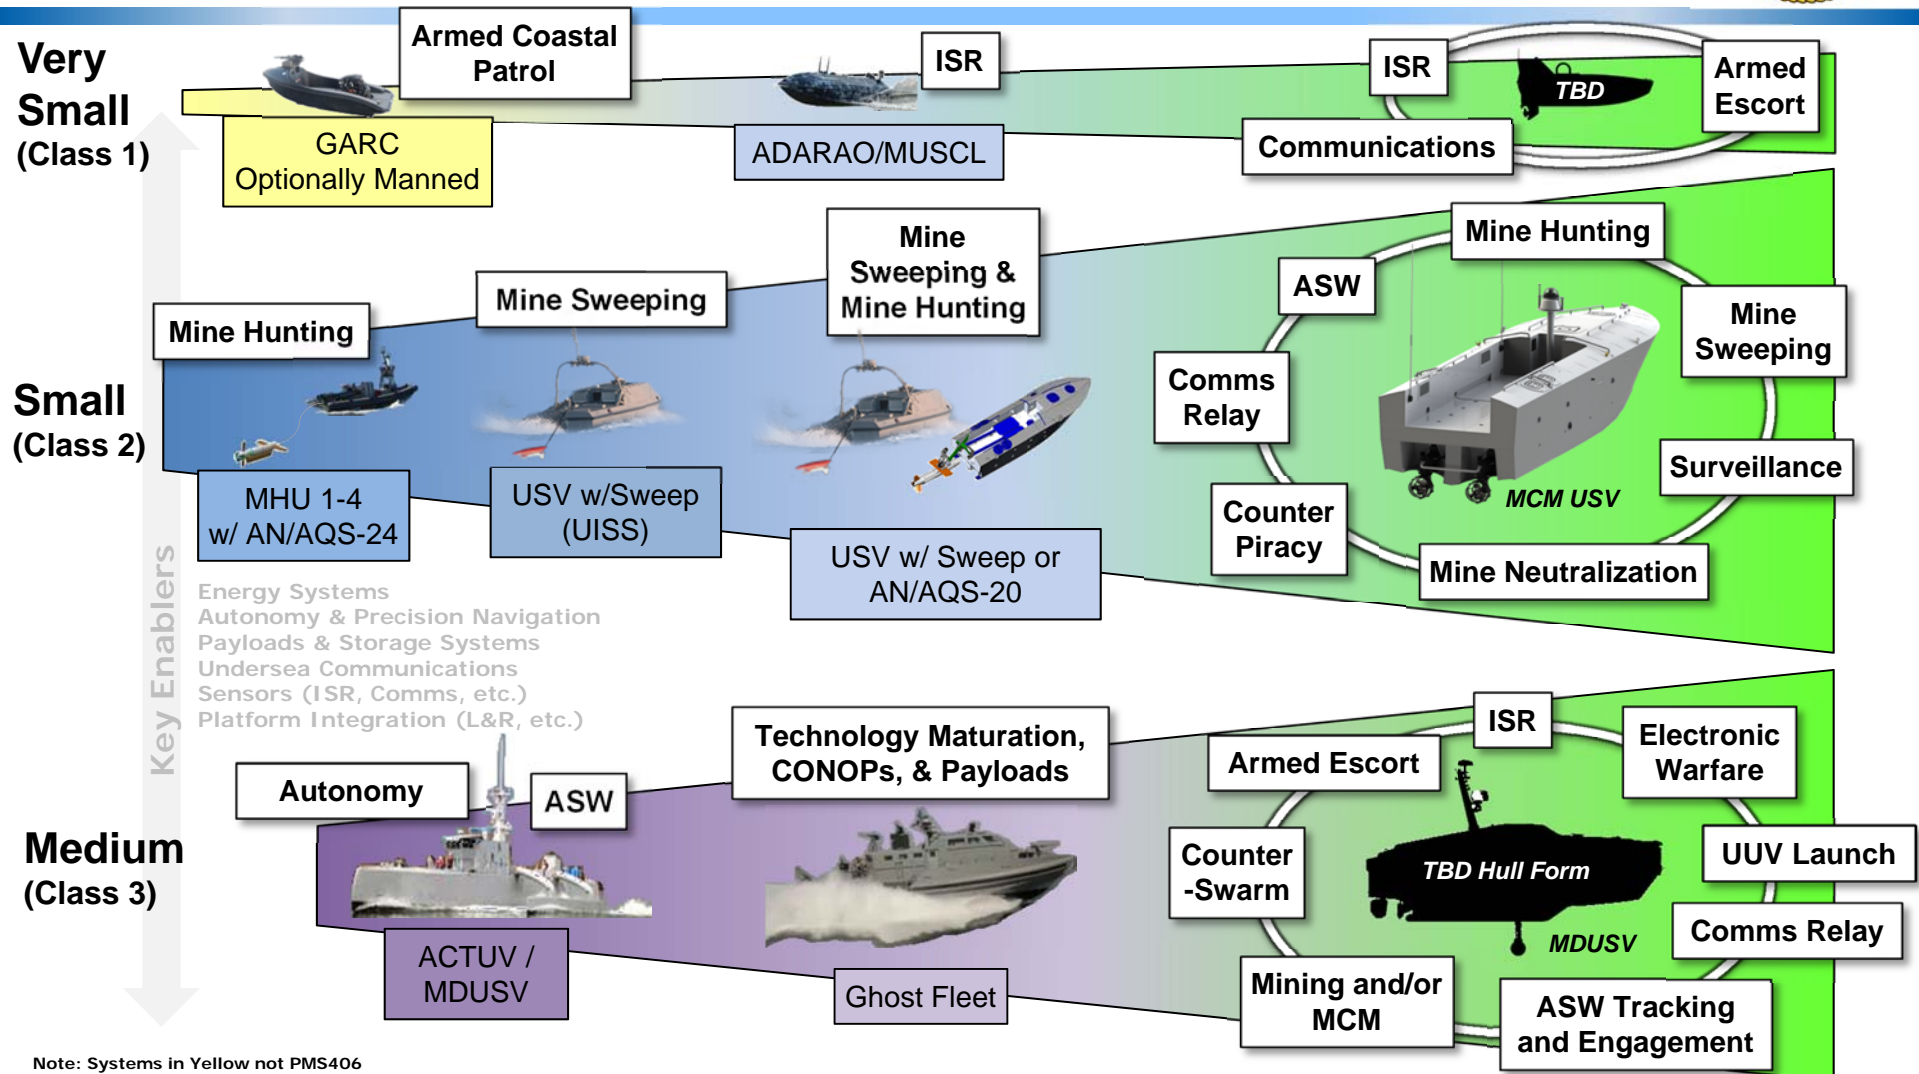 Very
Small
(Class 1)
Armed Coastal
Patrol
GARC
Optionally Manned
ISR
ADARAO/MUSCL
ISR
TBD
Armed
Escort
Communications
Small
(Class 2)
Mine Hunting
MHU 1-4
w/ AN/AQS-24
Mine Sweeping
USV w/Sweep
(UISS)
Mine
Sweeping &
Mine Hunting
USV w/ Sweep or
AN/AQS-20
Mine Hunting
ASW
Mine
Sweeping
Comms
Relay
Surveillance
MCM USV
Counter
Piracy
Mine Neutralization
Key Enablers
Energy Systems
Autonomy & Precision Navigation
Payloads & Storage Systems
Undersea Communications
Sensors (ISR, Comms, etc.)
Platform Integration (L&R, etc.)
Medium
(Class 3)
Autonomy
ASW
ACTUV /
MDUSV
Technology Maturation,
CONOPs, & Payloads
Ghost Fleet
ISR
Armed Escort
Electronic
Warfare
Counter
-Swarm
TBD Hull Form
UUV Launch
MDUSV
Comms Relay
Mining and/or
MCM
ASW Tracking
and Engagement
Note: Systems in Yellow not PMS406